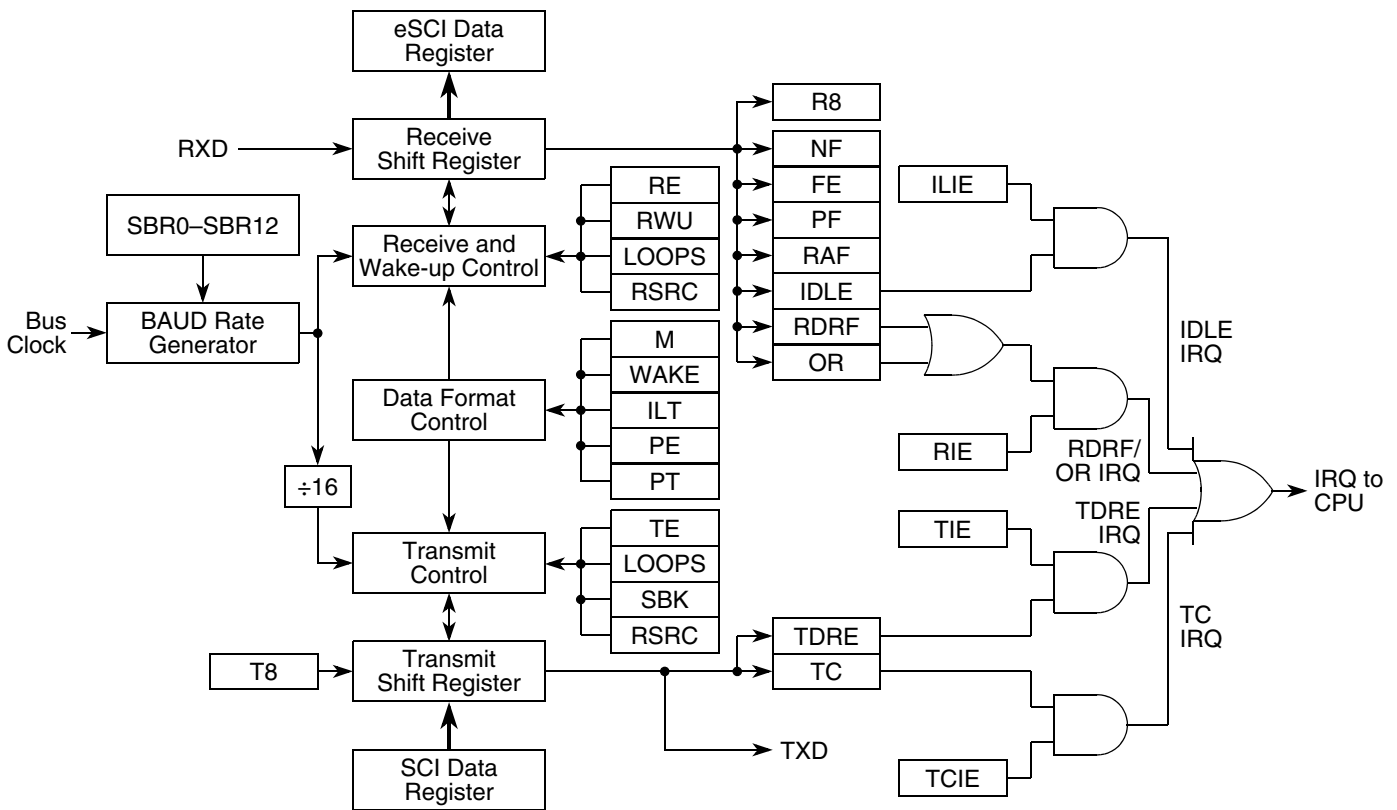 eSCI Data
Register
RXD
Receive
Shift Register
SBR0–SBR12
Receive and
Wake-up Control
Bus
Clock
BAUD Rate
Generator
Data Format
Control
÷16
Transmit
Control
T8
Transmit
Shift Register
SCI Data
Register
RE
RWU
LOOPS
RSRC
M
WAKE
ILT
PE
PT
TE
LOOPS
SBK
RSRC
R8
NF
FE
PF
RAF
IDLE
RDRF
OR
TDRE
TC
TXD
ILIE
RIE
TIE
TCIE
IDLE
IRQ
RDRF/
OR IRQ
TDRE
IRQ
TC
IRQ
IRQ to
CPU